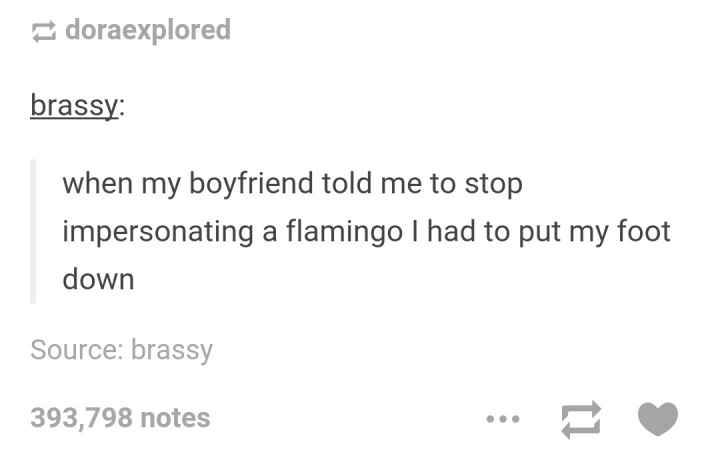 doraexplored
brassy:
when my boyfriend told me to stop
impersonating a flamingo I had to put my foot
down
Source: brassy
393,798 notes